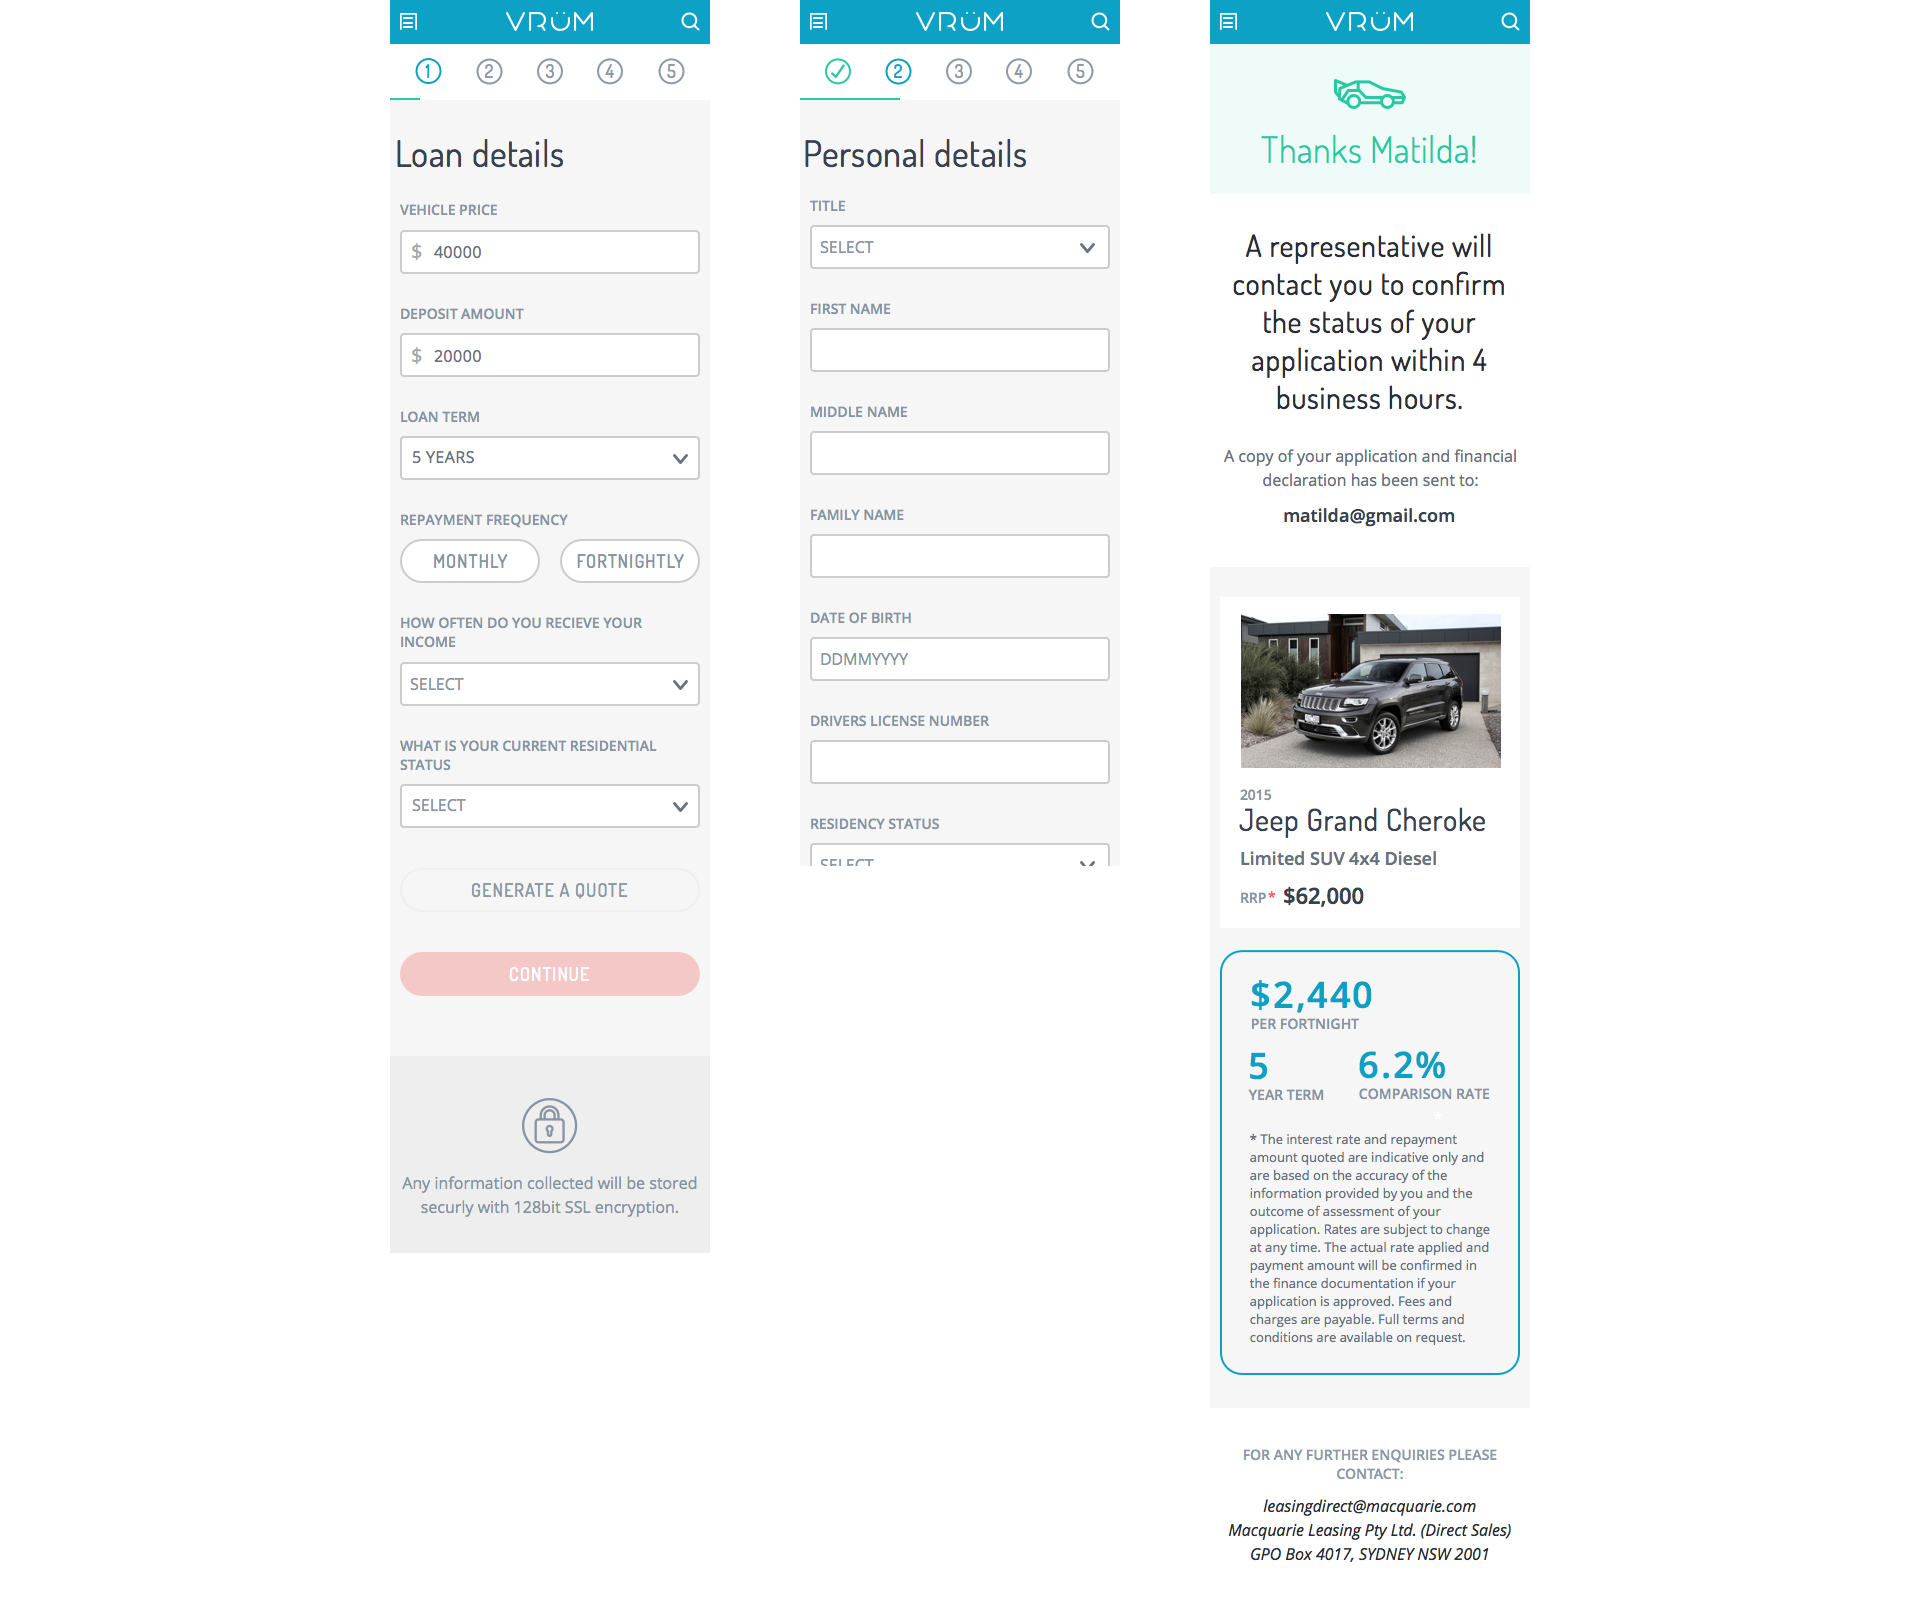 VRÜM
1 2 3 4 5
Loan details
VEHICLE PRICE
$ 40000
DEPOSIT AMOUNT
$ 20000
LOAN TERM
5 YEARS
REPAYMENT FREQUENCY
MONTHLY FORTNIGHTLY
HOW OFTEN DO YOU RECIEVE YOUR
INCOME
SELECT
WHAT IS YOUR CURRENT RESIDENTIAL
STATUS
SELECT
GENERATE A QUOTE
CONTINUE
Any information collected will be stored
securly with 128bit SSL encryption.
VRÜM
2 3 4 5
Personal details
TITLE
SELECT
FIRST NAME
MIDDLE NAME
FAMILY NAME
DATE OF BIRTH
DDMMYYYY
DRIVERS LICENSE NUMBER
RESIDENCY STATUS
SELECT
VRÜM
Thanks Matilda!
A representative will
contact you to confirm
the status of your
application within 4
business hours.
A copy of your application and financial
declaration has been sent to:
matilda@gmail.com
2015
Jeep Grand Cheroke
Limited SUV 4x4 Diesel
RRP* $62,000
$2,440
PER FORTNIGHT
5 6.2%
YEAR TERM COMPARISON RATE
*
* The interest rate and repayment
amount quoted are indicative only and
are based on the accuracy of the
information provided by you and the
outcome of assessment of your
application. Rates are subject to change
at any time. The actual rate applied and
payment amount will be confirmed in
the finance documentation if your
application is approved. Fees and
charges are payable. Full terms and
conditions are available on request.
FOR ANY FURTHER ENQUIRIES PLEASE
CONTACT:
leasingdirect@macquarie.com
Macquarie Leasing Pty Ltd. (Direct Sales)
GPO Box 4017, SYDNEY NSW 2001